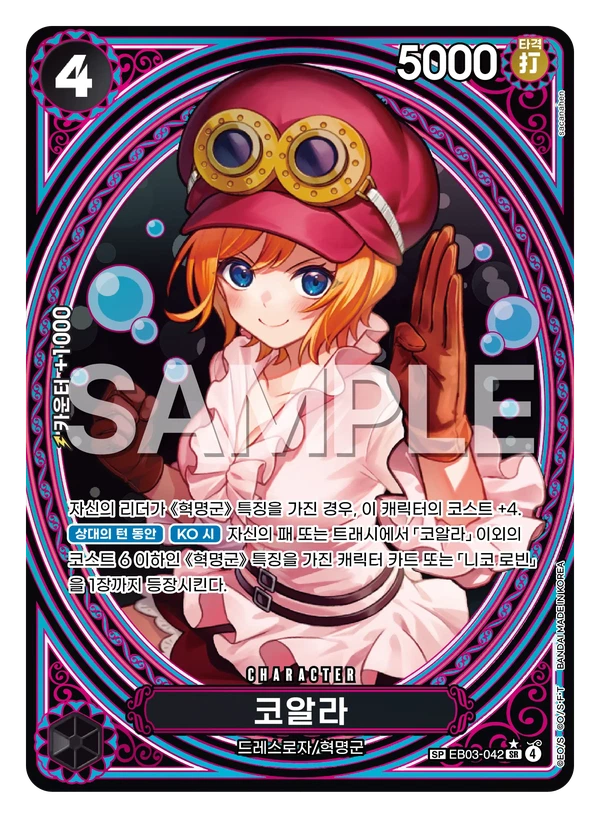 4
5000
타격
打
sacanahen
⚡카운터 +1000
SAMPLE
자신의 리더가 《혁명군》 특징을 가진 경우, 이 캐릭터의 코스트 +4.
상대의 턴 동안 KO 시 자신의 패 또는 트래시에서 「코알라」 이외의
코스트 6 이하인 《혁명군》 특징을 가진 캐릭터 카드 또는 「니코 로빈」
을 1장까지 등장시킨다.
CHARACTER
코알라
드레스로자/혁명군
SP EB03-042 ★ SR 4
©E.O/S ©O/S·F·T BANDAI MADE IN KOREA